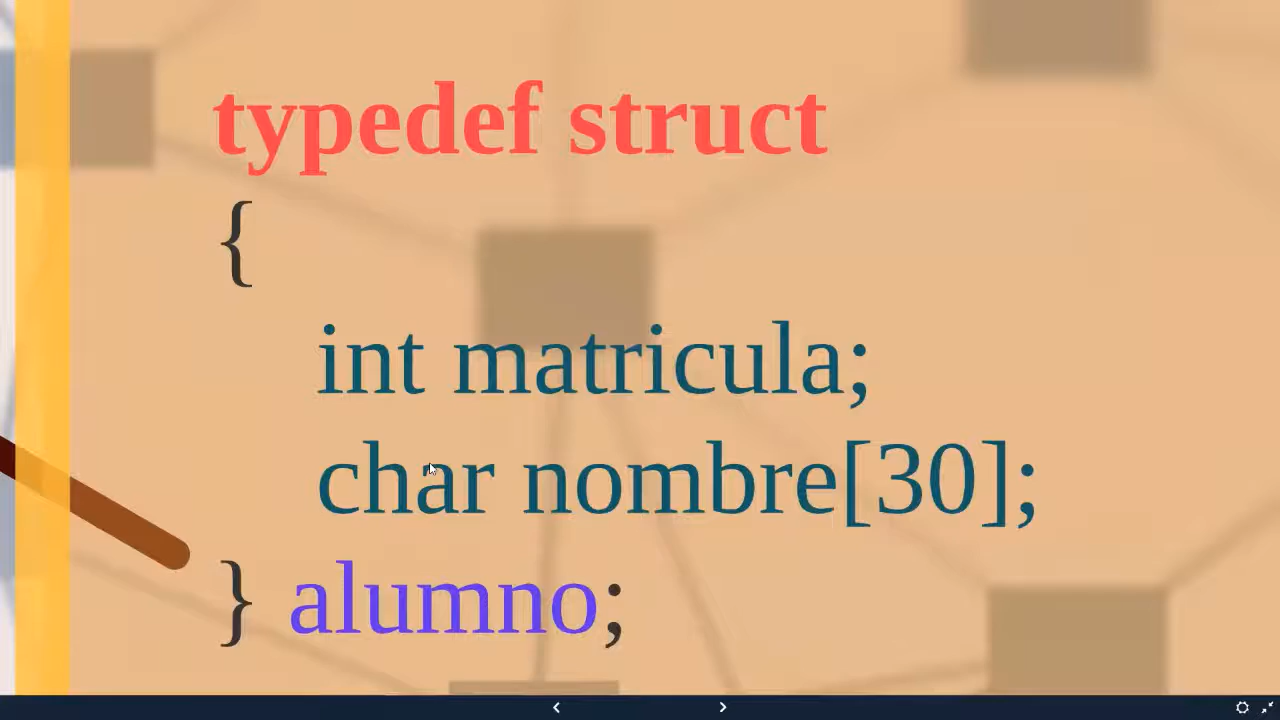 typedef struct
{
int matricula;
char nombre[30];
} alumno;